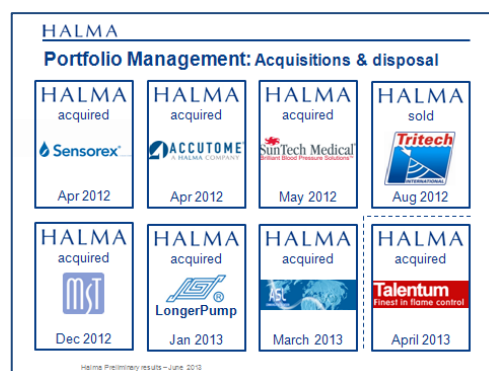 HALMA
Portfolio Management: Acquisitions & disposal
HALMA
acquired
Sensorex
Apr 2012
HALMA
acquired
ACCUTOME
A HALMA COMPANY
Apr 2012
HALMA
acquired
SunTech Medical
Brilliant Blood Pressure Solutions™
May 2012
HALMA
sold
Tritech
INTERNATIONAL
Aug 2012
HALMA
acquired
MST
Dec 2012
HALMA
acquired
®
LongerPump
Jan 2013
HALMA
acquired
ASL
March 2013
HALMA
acquired
Talentum
Finest in flame control
April 2013
Halma Preliminary results – June 2013